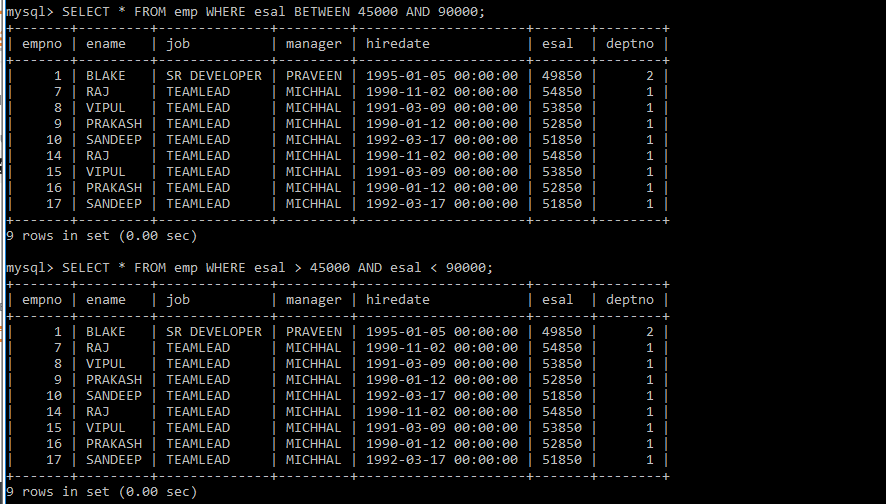 mysql> SELECT * FROM emp WHERE esal BETWEEN 45000 AND 90000;
+-------+----------+--------------+---------+---------------------+-------+--------+
| empno | ename    | job          | manager | hiredate            | esal  | deptno |
+-------+----------+--------------+---------+---------------------+-------+--------+
|     1 | BLAKE    | SR DEVELOPER | PRAVEEN | 1995-01-05 00:00:00 | 49850 |      2 |
|     7 | RAJ      | TEAMLEAD     | MICHHAL | 1990-11-02 00:00:00 | 54850 |      1 |
|     8 | VIPUL    | TEAMLEAD     | MICHHAL | 1991-03-09 00:00:00 | 53850 |      1 |
|     9 | PRAKASH  | TEAMLEAD     | MICHHAL | 1990-01-12 00:00:00 | 52850 |      1 |
|    10 | SANDEEP  | TEAMLEAD     | MICHHAL | 1992-03-17 00:00:00 | 51850 |      1 |
|    14 | RAJ      | TEAMLEAD     | MICHHAL | 1990-11-02 00:00:00 | 54850 |      1 |
|    15 | VIPUL    | TEAMLEAD     | MICHHAL | 1991-03-09 00:00:00 | 53850 |      1 |
|    16 | PRAKASH  | TEAMLEAD     | MICHHAL | 1990-01-12 00:00:00 | 52850 |      1 |
|    17 | SANDEEP  | TEAMLEAD     | MICHHAL | 1992-03-17 00:00:00 | 51850 |      1 |
+-------+----------+--------------+---------+---------------------+-------+--------+
9 rows in set (0.00 sec)
mysql> SELECT * FROM emp WHERE esal > 45000 AND esal < 90000;
+-------+----------+--------------+---------+---------------------+-------+--------+
| empno | ename    | job          | manager | hiredate            | esal  | deptno |
+-------+----------+--------------+---------+---------------------+-------+--------+
|     1 | BLAKE    | SR DEVELOPER | PRAVEEN | 1995-01-05 00:00:00 | 49850 |      2 |
|     7 | RAJ      | TEAMLEAD     | MICHHAL | 1990-11-02 00:00:00 | 54850 |      1 |
|     8 | VIPUL    | TEAMLEAD     | MICHHAL | 1991-03-09 00:00:00 | 53850 |      1 |
|     9 | PRAKASH  | TEAMLEAD     | MICHHAL | 1990-01-12 00:00:00 | 52850 |      1 |
|    10 | SANDEEP  | TEAMLEAD     | MICHHAL | 1992-03-17 00:00:00 | 51850 |      1 |
|    14 | RAJ      | TEAMLEAD     | MICHHAL | 1990-11-02 00:00:00 | 54850 |      1 |
|    15 | VIPUL    | TEAMLEAD     | MICHHAL | 1991-03-09 00:00:00 | 53850 |      1 |
|    16 | PRAKASH  | TEAMLEAD     | MICHHAL | 1990-01-12 00:00:00 | 52850 |      1 |
|    17 | SANDEEP  | TEAMLEAD     | MICHHAL | 1992-03-17 00:00:00 | 51850 |      1 |
+-------+----------+--------------+---------+---------------------+-------+--------+
9 rows in set (0.00 sec)